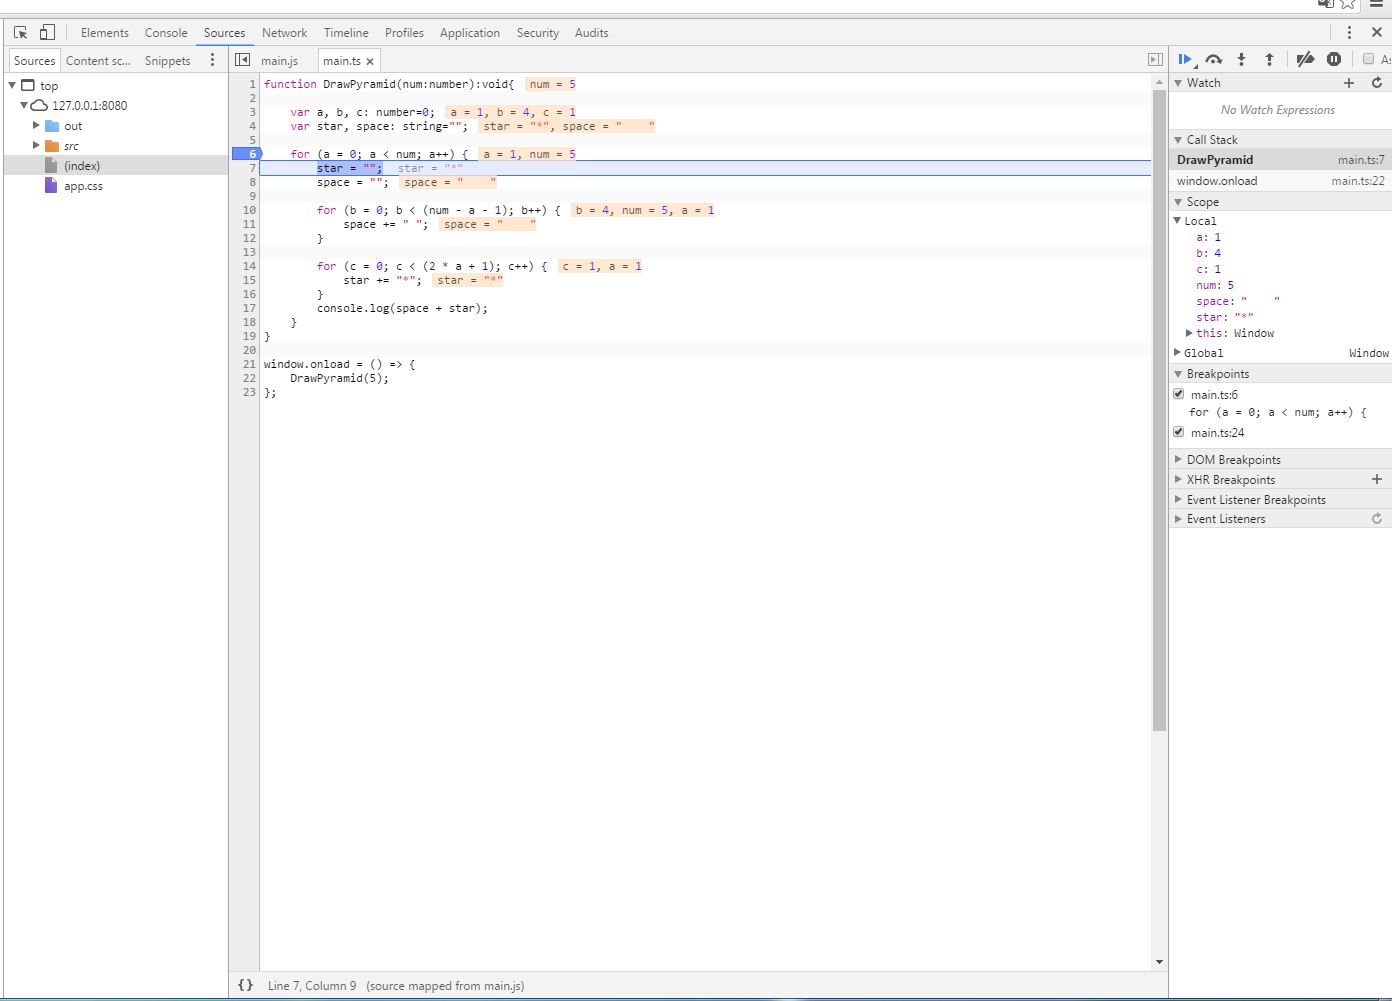 Elements Console Sources Network Timeline Profiles Application Security Audits
Sources Content sc... Snippets
main.js main.ts ×
top
127.0.0.1:8080
out
src
(index)
app.css
1 function DrawPyramid(num:number):void{ num = 5
2
3 var a, b, c: number=0; a = 1, b = 4, c = 1
4 var star, space: string=""; star = "*", space = "    "
5
6 for (a = 0; a < num; a++) { a = 1, num = 5
7 star = ""; star = "*"
8 space = ""; space = "    "
9
10 for (b = 0; b < (num - a - 1); b++) { b = 4, num = 5, a = 1
11 space += " "; space = "    "
12 }
13
14 for (c = 0; c < (2 * a + 1); c++) { c = 1, a = 1
15 star += "*"; star = "*"
16 }
17 console.log(space + star);
18 }
19 }
20
21 window.onload = () => {
22 DrawPyramid(5);
23 };
{} Line 7, Column 9 (source mapped from main.js)
As
Watch
No Watch Expressions
Call Stack
DrawPyramid main.ts:7
window.onload main.ts:22
Scope
Local
a: 1
b: 4
c: 1
num: 5
space: "    "
star: "*"
this: Window
Global Window
Breakpoints
main.ts:6
for (a = 0; a < num; a++) {
main.ts:24
DOM Breakpoints
XHR Breakpoints
Event Listener Breakpoints
Event Listeners